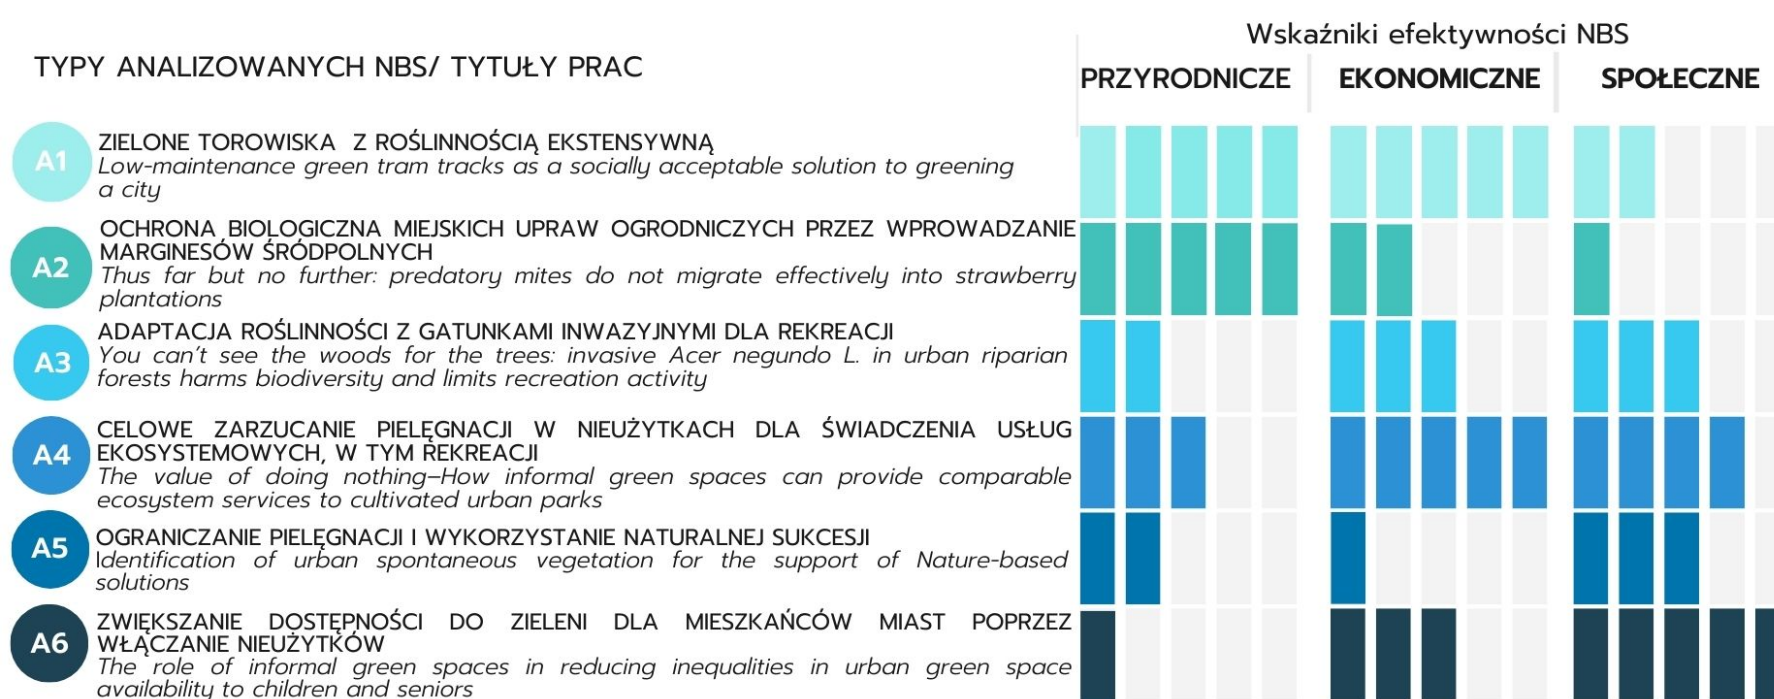 Wskaźniki efektywności NBS
TYPY ANALIZOWANYCH NBS/ TYTUŁY PRAC
PRZYRODNICZE
EKONOMICZNE
SPOŁECZNE
A1
ZIELONE TOROWISKA Z ROŚLINNOŚCIĄ EKSTENSYWNĄ
Low-maintenance green tram tracks as a socially acceptable solution to greening
a city
A2
OCHRONA BIOLOGICZNA MIEJSKICH UPRAW OGRODNICZYCH PRZEZ WPROWADZANIE
MARGINESÓW ŚRÓDPOLNYCH
Thus far but no further: predatory mites do not migrate effectively into strawberry
plantations
A3
ADAPTACJA ROŚLINNOŚCI Z GATUNKAMI INWAZYJNYMI DLA REKREACJI
You can't see the woods for the trees: invasive Acer negundo L. in urban riparian
forests harms biodiversity and limits recreation activity
A4
CELOWE ZARZUCANIE PIELĘGNACJI W NIEUŻYTKACH DLA ŚWIADCZENIA USŁUG
EKOSYSTEMOWYCH, W TYM REKREACJI
The value of doing nothing–How informal green spaces can provide comparable
ecosystem services to cultivated urban parks
A5
OGRANICZANIE PIELĘGNACJI I WYKORZYSTANIE NATURALNEJ SUKCESJI
Identification of urban spontaneous vegetation for the support of Nature-based
solutions
A6
ZWIĘKSZANIE DOSTĘPNOŚCI DO ZIELENI DLA MIESZKAŃCÓW MIAST POPRZEZ
WŁĄCZANIE NIEUŻYTKÓW
The role of informal green spaces in reducing inequalities in urban green space
availability to children and seniors